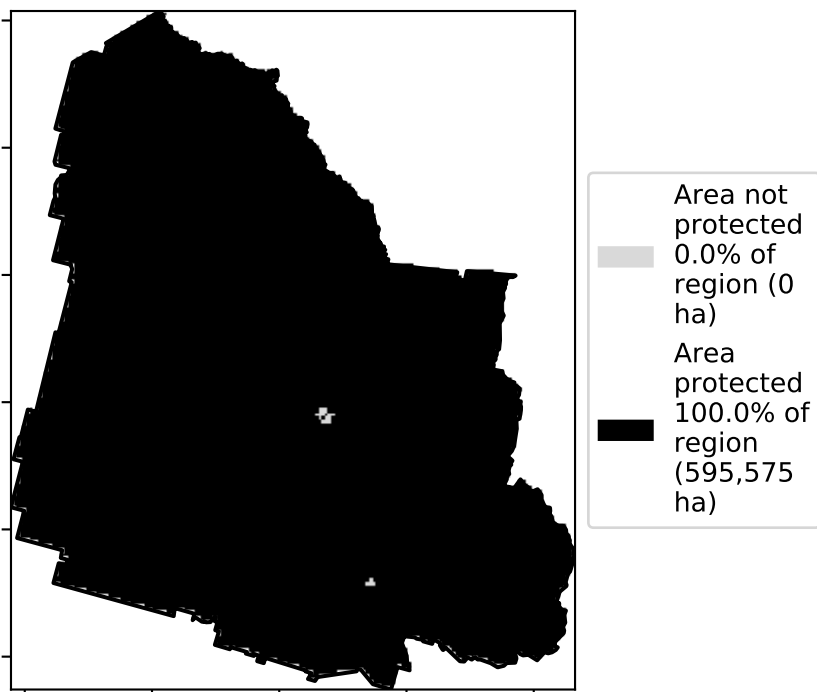 Area not
protected
0.0% of
region (0
ha)
Area
protected
100.0% of
region
(595,575
ha)